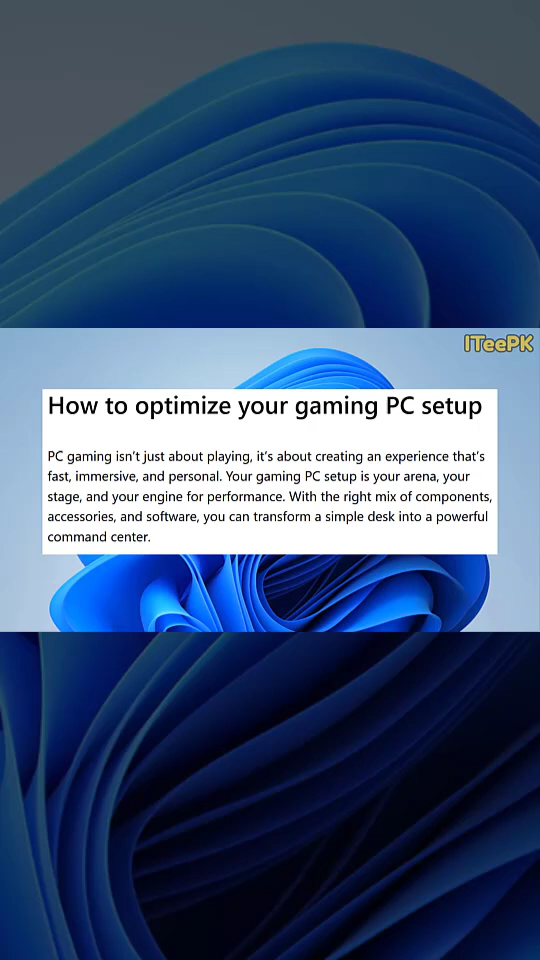 ITeePK
How to optimize your gaming PC setup
PC gaming isn't just about playing, it's about creating an experience that's
fast, immersive, and personal. Your gaming PC setup is your arena, your
stage, and your engine for performance. With the right mix of components,
accessories, and software, you can transform a simple desk into a powerful
command center.